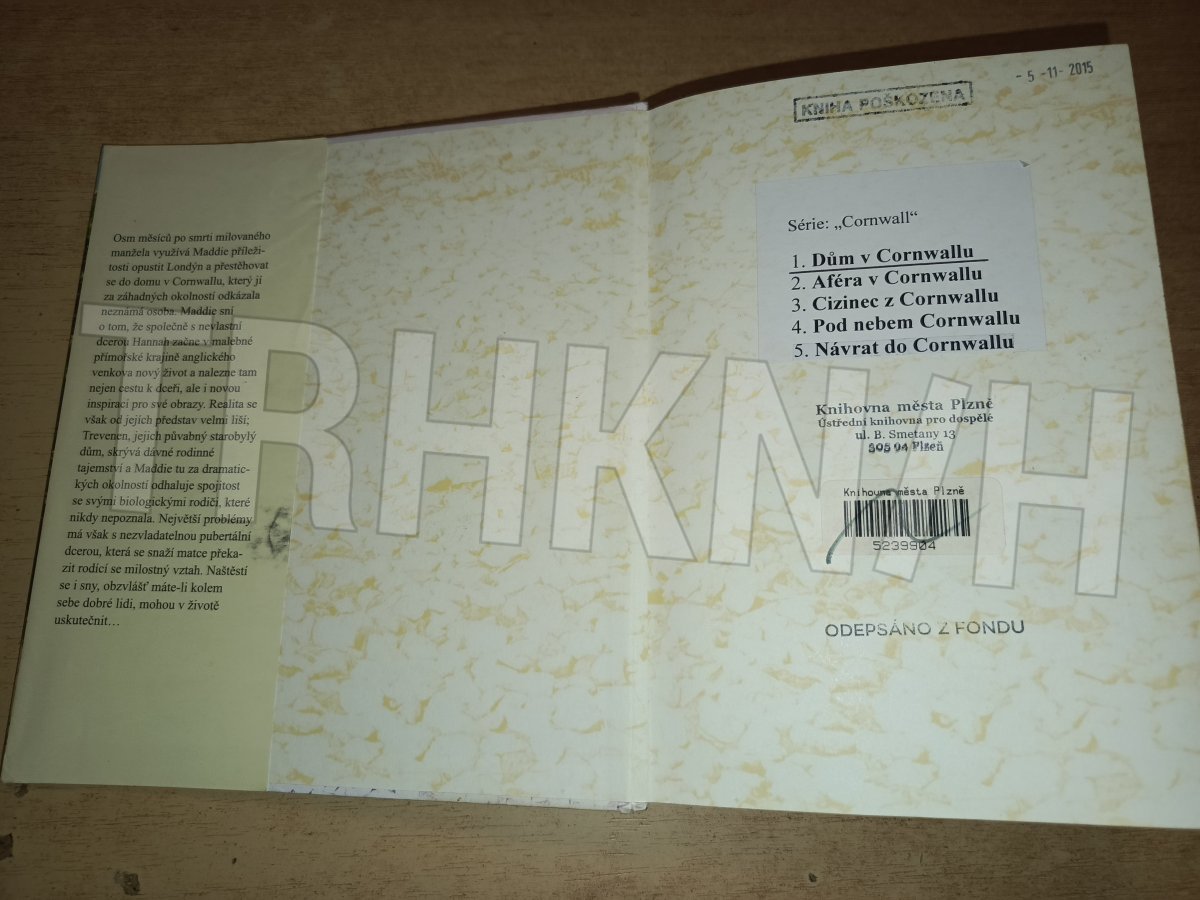 Osm měsíců po smrti milovaného
manžela využívá Maddie příleži-
tosti opustit Londýn a přestěhovat
se do domu v Cornwallu, který jí
za záhadných okolností odkázala
neznámá osoba. Maddie sní
o tom, že společně s nevlastní
dcerou Hannah začne v malebné
přímořské krajině anglického
venkova nový život a nalezne tam
nejen cestu k dceři, ale i novou
inspiraci pro své obrazy. Realita se
však od jejich představ velmi liší;
Trevenen, jejich půvabný starobylý
dům, skrývá dávné rodinné
tajemství a Maddie tu za dramatic-
kých okolností odhaluje spojitost
se svými biologickými rodiči, které
nikdy nepoznala. Největší problémy
má však s nezvladatelnou pubertální
dcerou, která se snaží matce překa-
zit rodící se milostný vztah. Naštěstí
se i sny, obzvlášť máte-li kolem
sebe dobré lidi, mohou v životě
uskutečnit…
- 5 -11- 2015
KNIHA POŠKOZENA
Série: „Cornwall“
1. Dům v Cornwallu
2. Aféra v Cornwallu
3. Cizinec z Cornwallu
4. Pod nebem Cornwallu
5. Návrat do Cornwallu
Knihovna města Plzně
Ústřední knihovna pro dospělé
ul. B. Smetany 13
305 94 Plzeň
Knihovna města Plzně
5239904
ODEPSÁNO Z FONDU
TRHKNIH